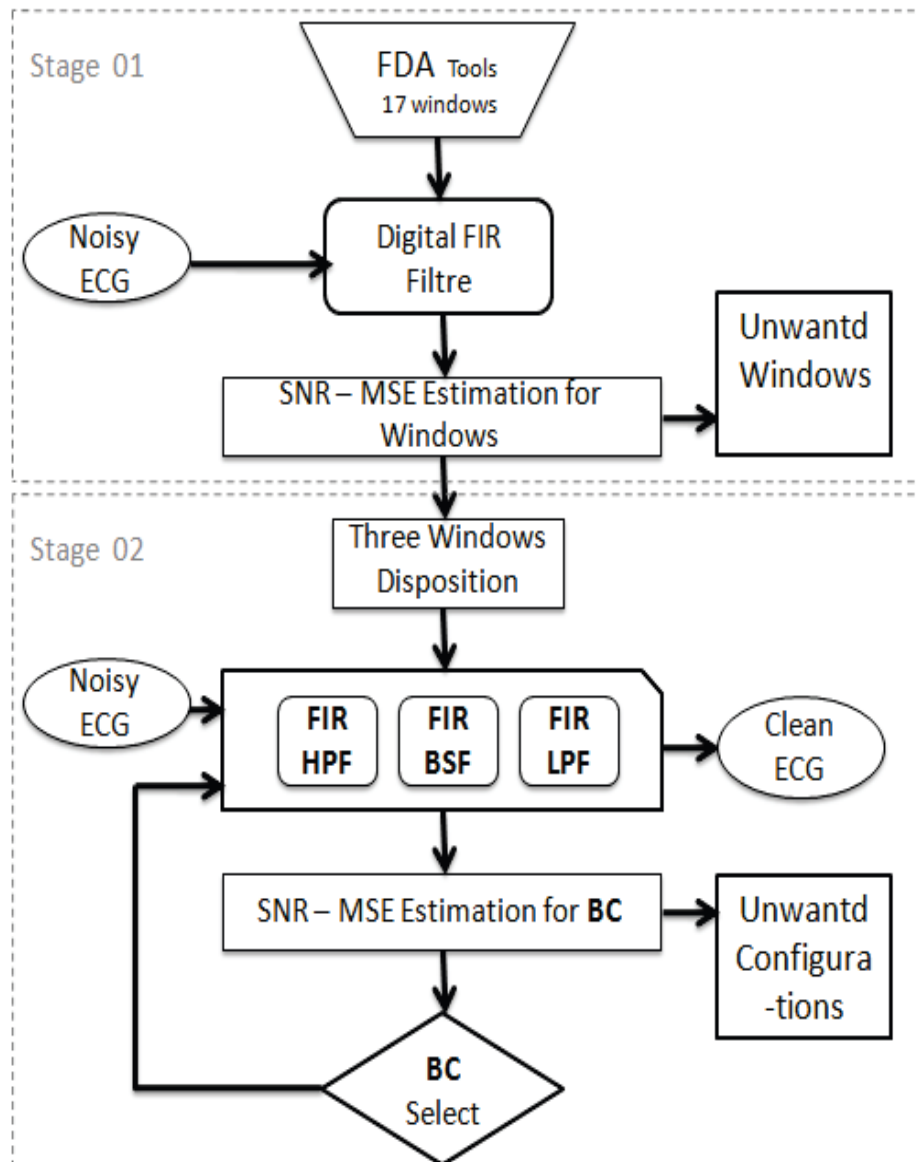 Stage 01
FDA Tools
17 windows
Noisy
ECG
Digital FIR
Filtre
Unwantd
Windows
SNR – MSE Estimation for
Windows
Stage 02
Three Windows
Disposition
Noisy
ECG
FIR
HPF
FIR
BSF
FIR
LPF
Clean
ECG
SNR – MSE Estimation for BC
Unwantd
Configura
-tions
BC
Select